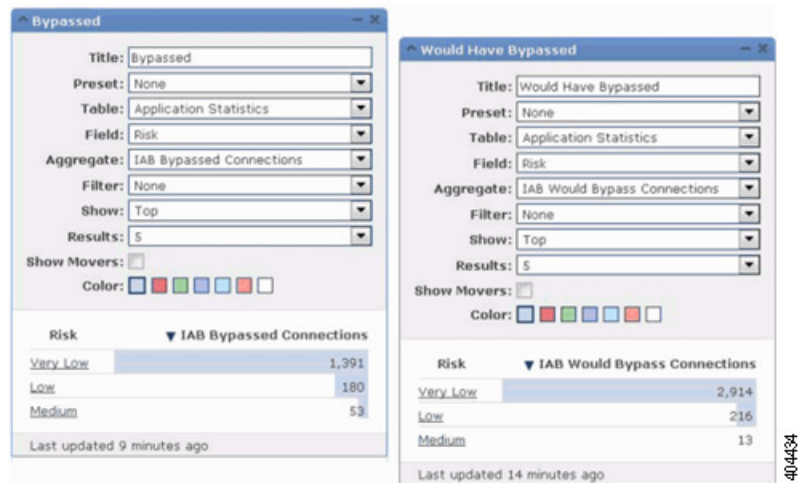 Bypassed
Title: Bypassed
Preset: None
Table: Application Statistics
Field: Risk
Aggregate: IAB Bypassed Connections
Filter: None
Show: Top
Results: 5
Show Movers:
Color:
Risk IAB Bypassed Connections
Very Low 1,391
Low 180
Medium 53
Last updated 9 minutes ago
Would Have Bypassed
Title: Would Have Bypassed
Preset: None
Table: Application Statistics
Field: Risk
Aggregate: IAB Would Bypass Connections
Filter: None
Show: Top
Results: 5
Show Movers:
Color:
Risk IAB Would Bypass Connections
Very Low 2,914
Low 216
Medium 13
Last updated 14 minutes ago
404434